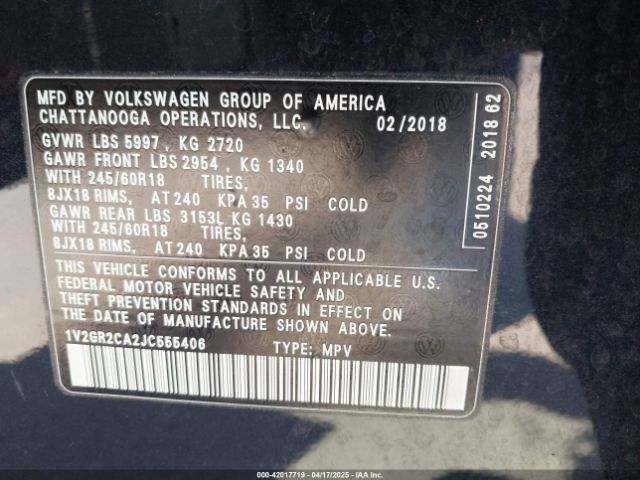 MFD BY VOLKSWAGEN GROUP OF AMERICA
CHATTANOOGA OPERATIONS, LLC. 02/2018
GVWR LBS 5997, KG 2720
GAWR FRONT LBS 2954, KG 1340
WITH 245/60R18 TIRES,
8JX18 RIMS, AT 240 KPA 35 PSI COLD
GAWR REAR LBS 3153L KG 1430
WITH 245/60R18 TIRES,
8JX18 RIMS, AT 240 KPA 35 PSI COLD
THIS VEHICLE CONFORMS TO ALL APPLICABLE U.S.
FEDERAL MOTOR VEHICLE SAFETY AND
THEFT PREVENTION STANDARDS IN EFFECT ON
THE DATE OF MANUFACTURE SHOWN ABOVE.
1V2GR2CA2JC555406 TYPE: MPV
0510224 2018 62
000-42017719 04/17/2025 IAAI.COM